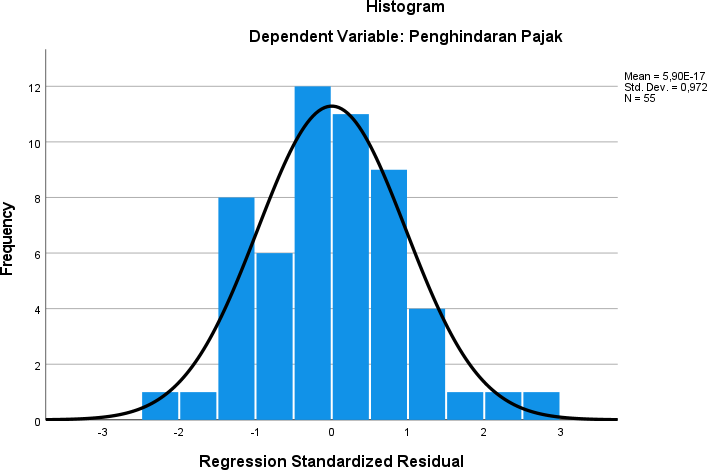 Histogram
Dependent Variable: Penghindaran Pajak
Mean = 5,90E-17
Std. Dev. = 0,972
N = 55
Frequency
12
10
8
6
4
2
0
-3 -2 -1 0 1 2 3
Regression Standardized Residual